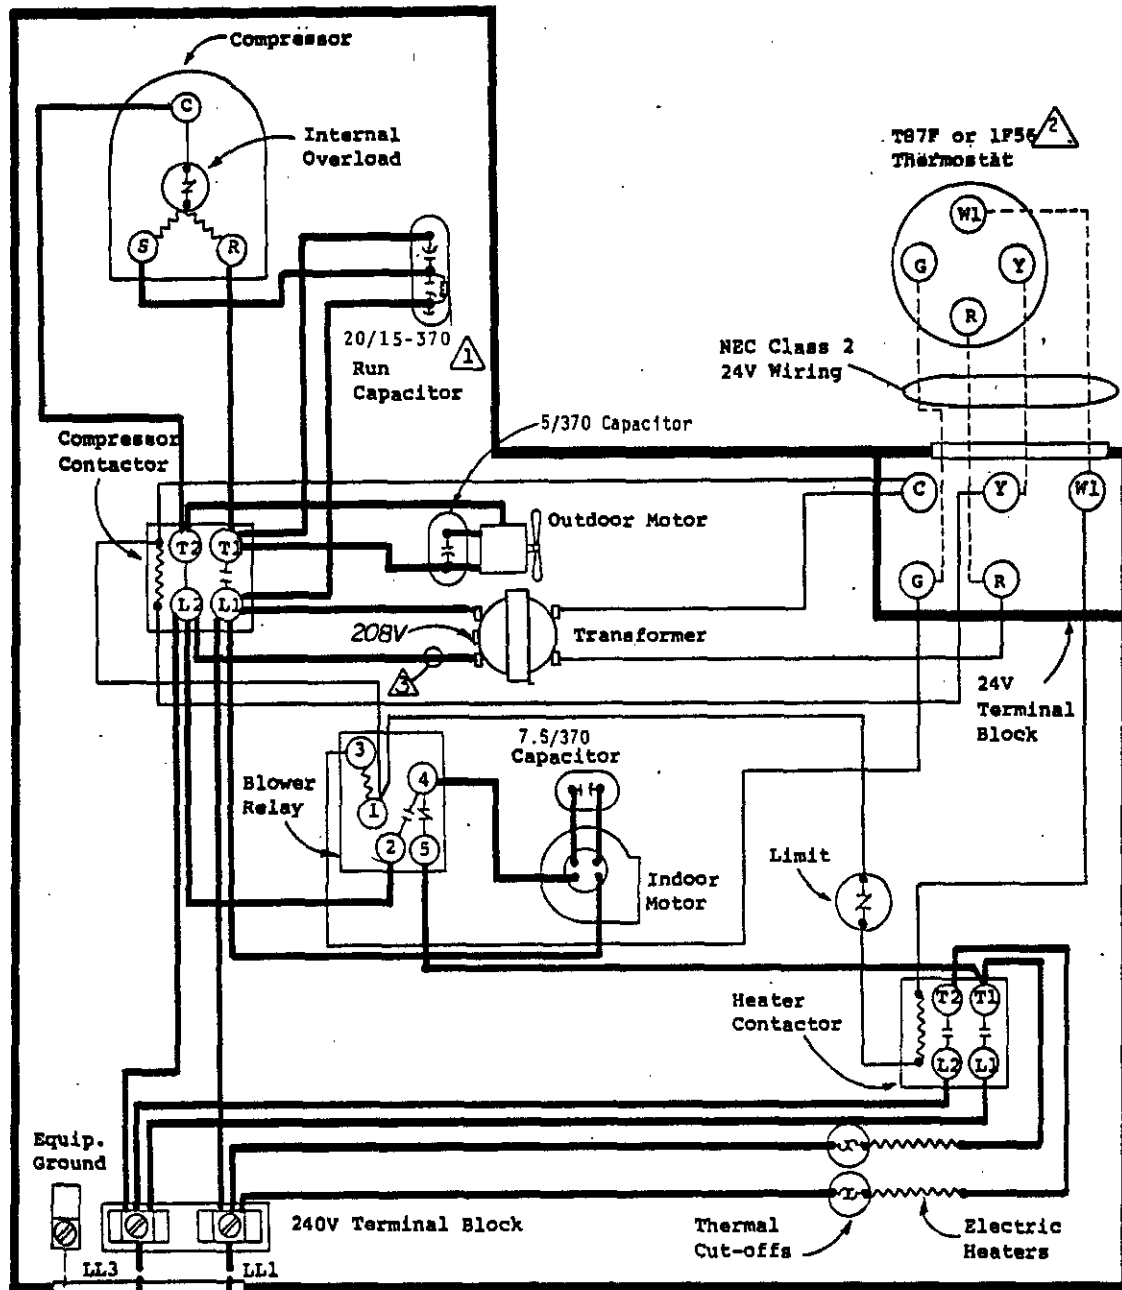 Compressor
C
Internal
Overload
S
R
20/15-370
1
Run
Capacitor
T87F or 1F56
2
Thermostat
W1
G
Y
R
NEC Class 2
24V Wiring
5/370 Capacitor
Compressor
Contactor
Outdoor Motor
T2
T1
L2
L1
C
Y
W1
G
R
208V
Transformer
3
24V
Terminal
Block
7.5/370
Capacitor
Blower
Relay
3
4
1
2
5
Indoor
Motor
Limit
Heater
Contactor
T2
T1
L2
L1
Equip.
Ground
240V Terminal Block
LL3
LL1
Thermal
Cut-offs
Electric
Heaters